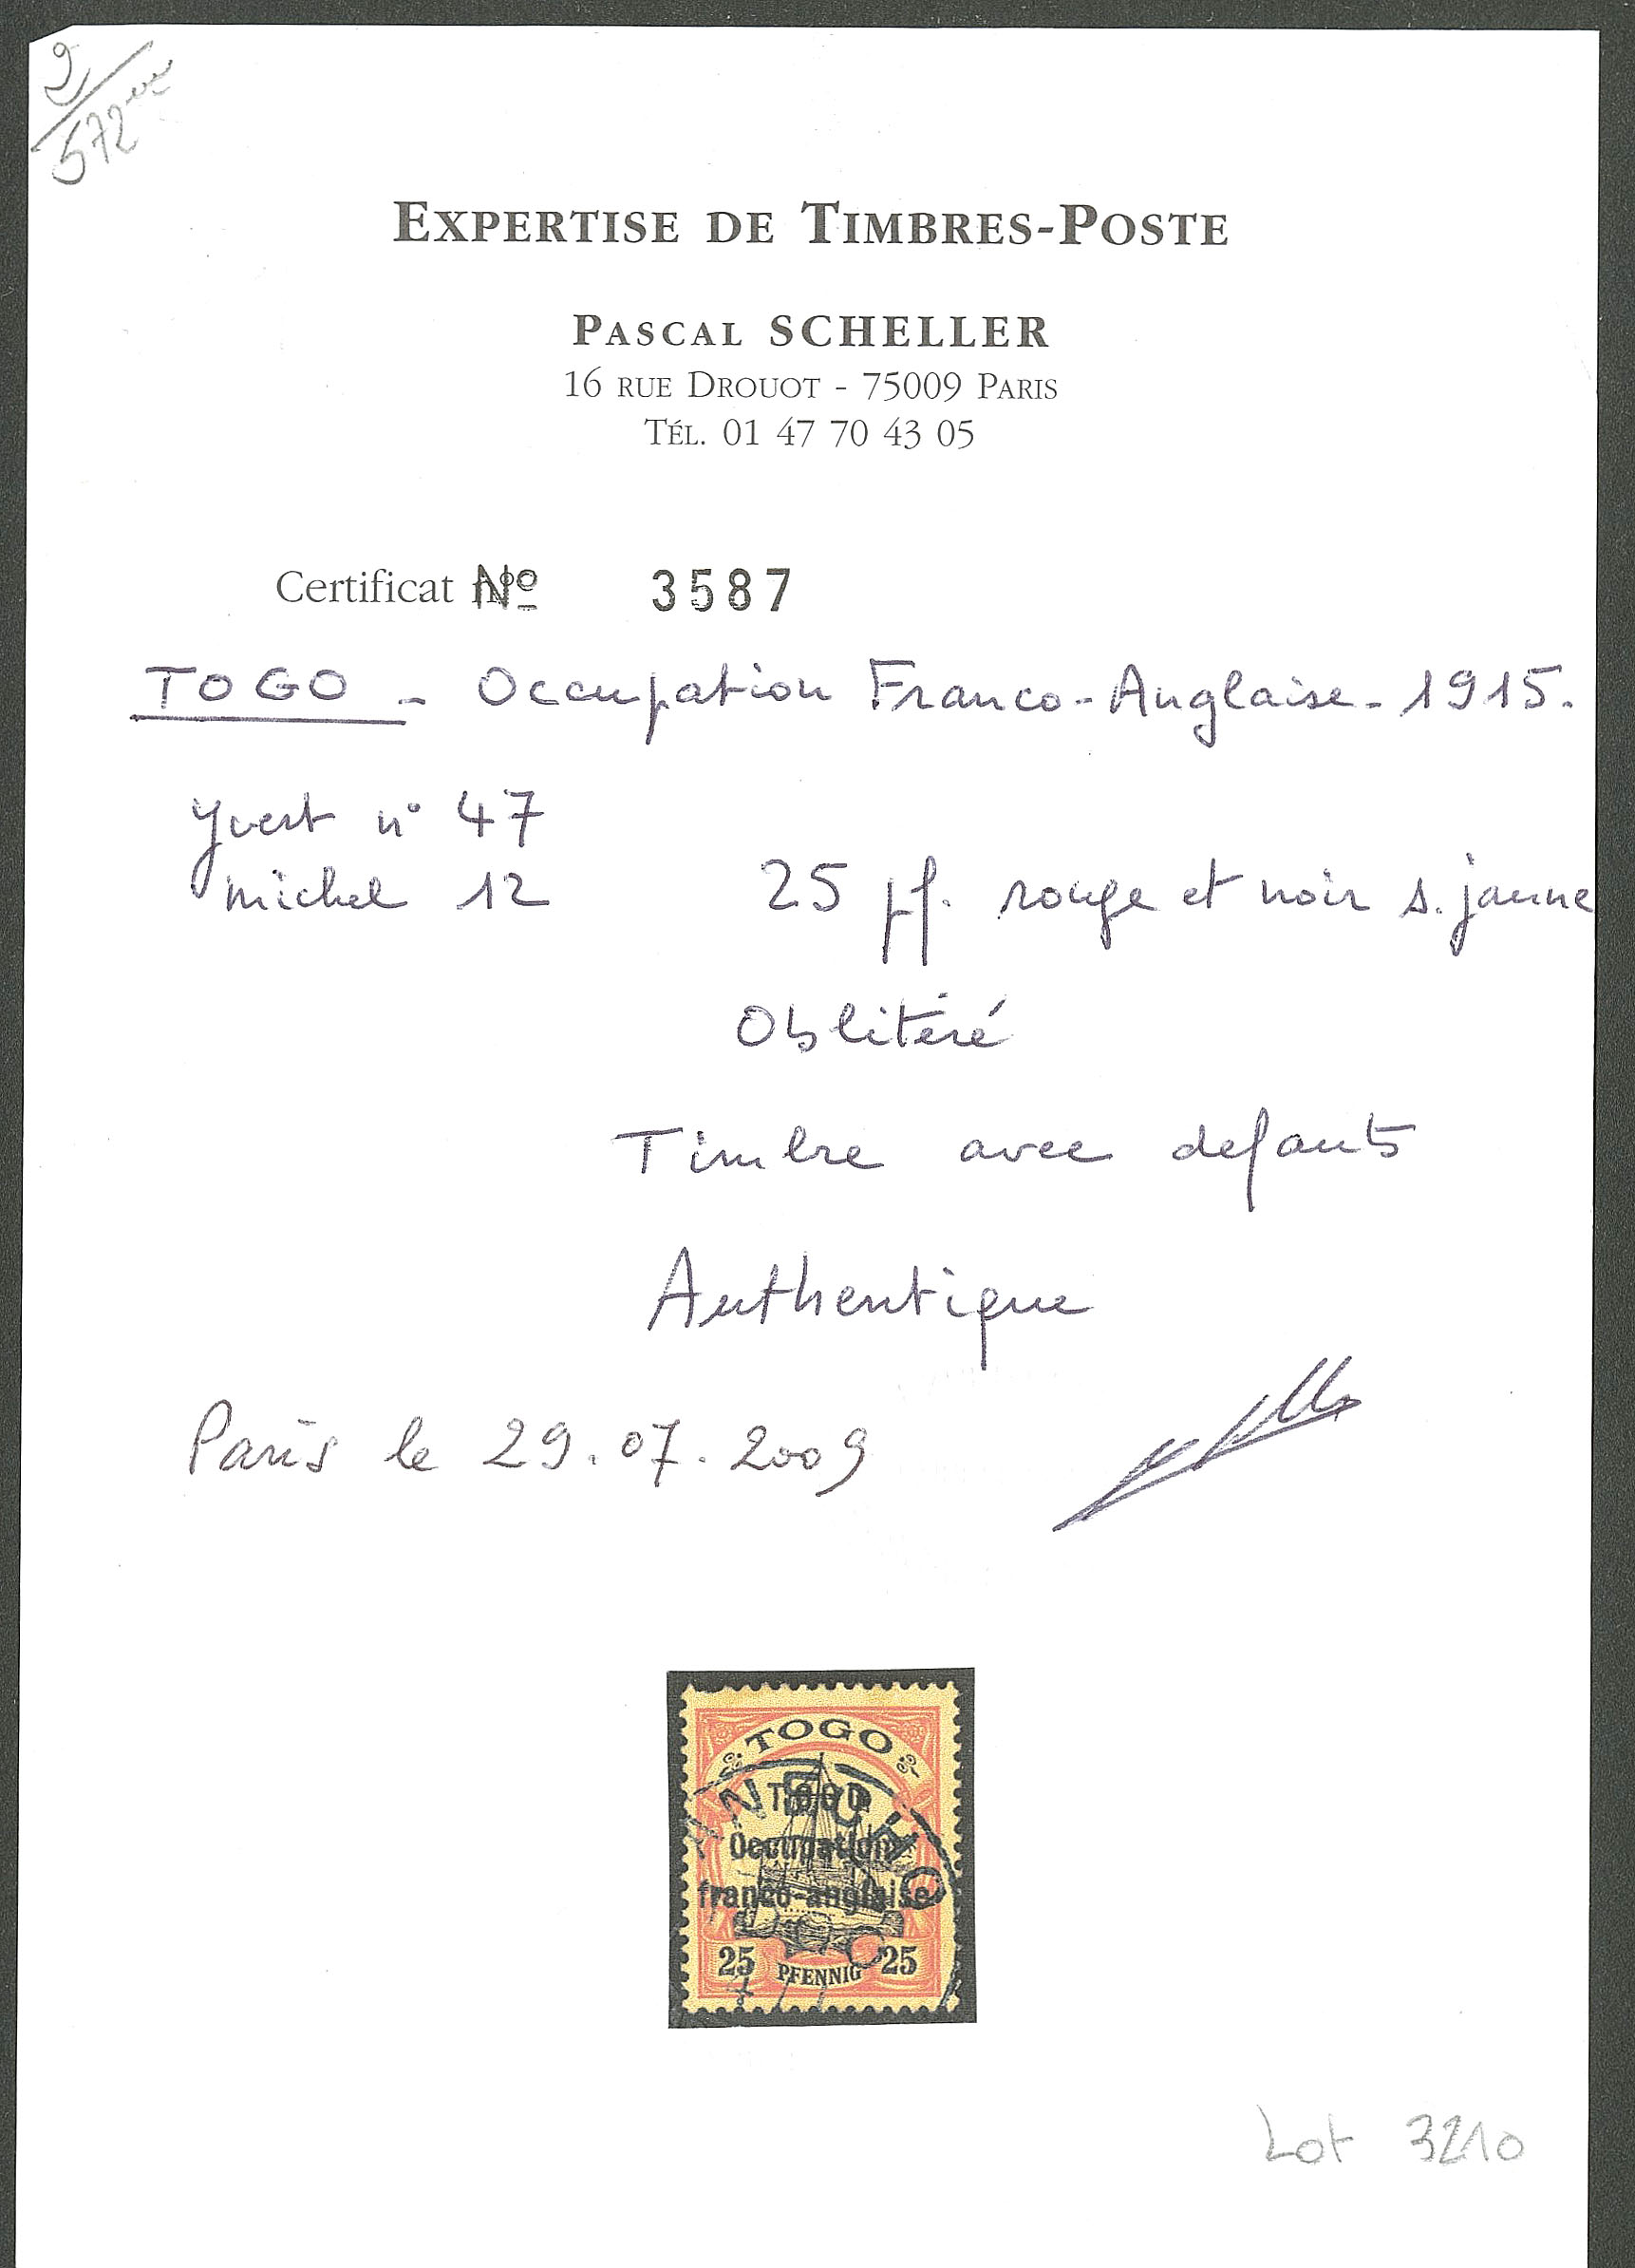 2/572
EXPERTISE DE TIMBRES-POSTE
PASCAL SCHELLER
16 RUE DROUOT - 75009 PARIS
TÉL. 01 47 70 43 05
Certificat Nº 3587
TOGO - Occupation Franco-Anglaise - 1915.
Yvert n° 47
michel 12 25 pf. rouge et noir s. jaune
Oblitéré
Timbre avec defauts
Authentique
Paris le 29.07.2009
TOGO
TOGO
Occupation
franco-anglaise
25 PFENNIG 25
Lot 3210